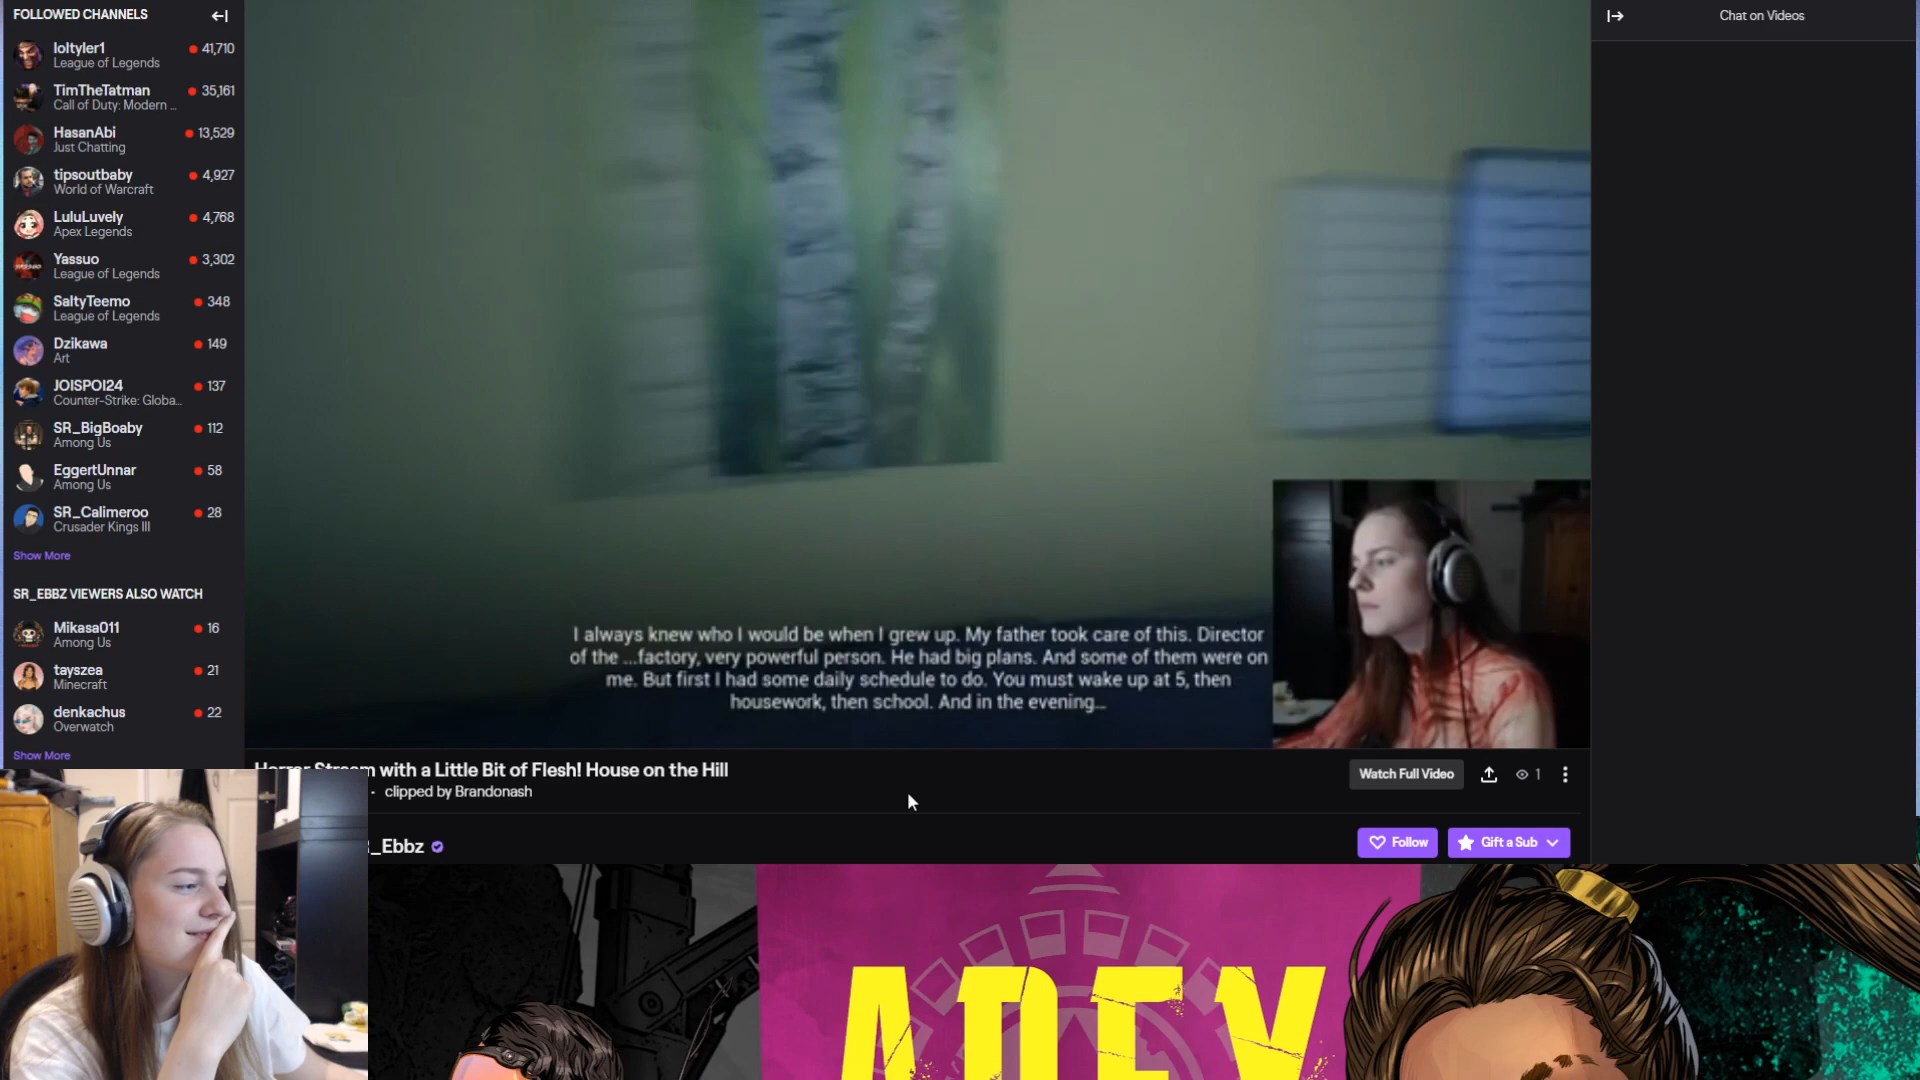 FOLLOWED CHANNELS
loltyler1
41,710
League of Legends
TimTheTatman
35,161
Call of Duty: Modern ...
HasanAbi
13,529
Just Chatting
tipsoutbaby
4,927
World of Warcraft
LuluLuvely
4,768
Apex Legends
Yassuo
3,302
League of Legends
SaltyTeemo
348
League of Legends
Dzikawa
149
Art
JOISPOI24
137
Counter-Strike: Globa...
SR_BigBoaby
112
Among Us
EggertUnnar
58
Among Us
SR_Calimeroo
28
Crusader Kings III
Show More
SR_EBBZ VIEWERS ALSO WATCH
Mikasa011
16
Among Us
tayszea
21
Minecraft
denkachus
22
Overwatch
Show More
I always knew who I would be when I grew up. My father took care of this. Director
of the ...factory, very powerful person. He had big plans. And some of them were on
me. But first I had some daily schedule to do. You must wake up at 5, then
housework, then school. And in the evening...
Horror Stream with a Little Bit of Flesh! House on the Hill
clipped by Brandonash
Watch Full Video
1
_Ebbz
Follow
Gift a Sub
Chat on Videos
APEX